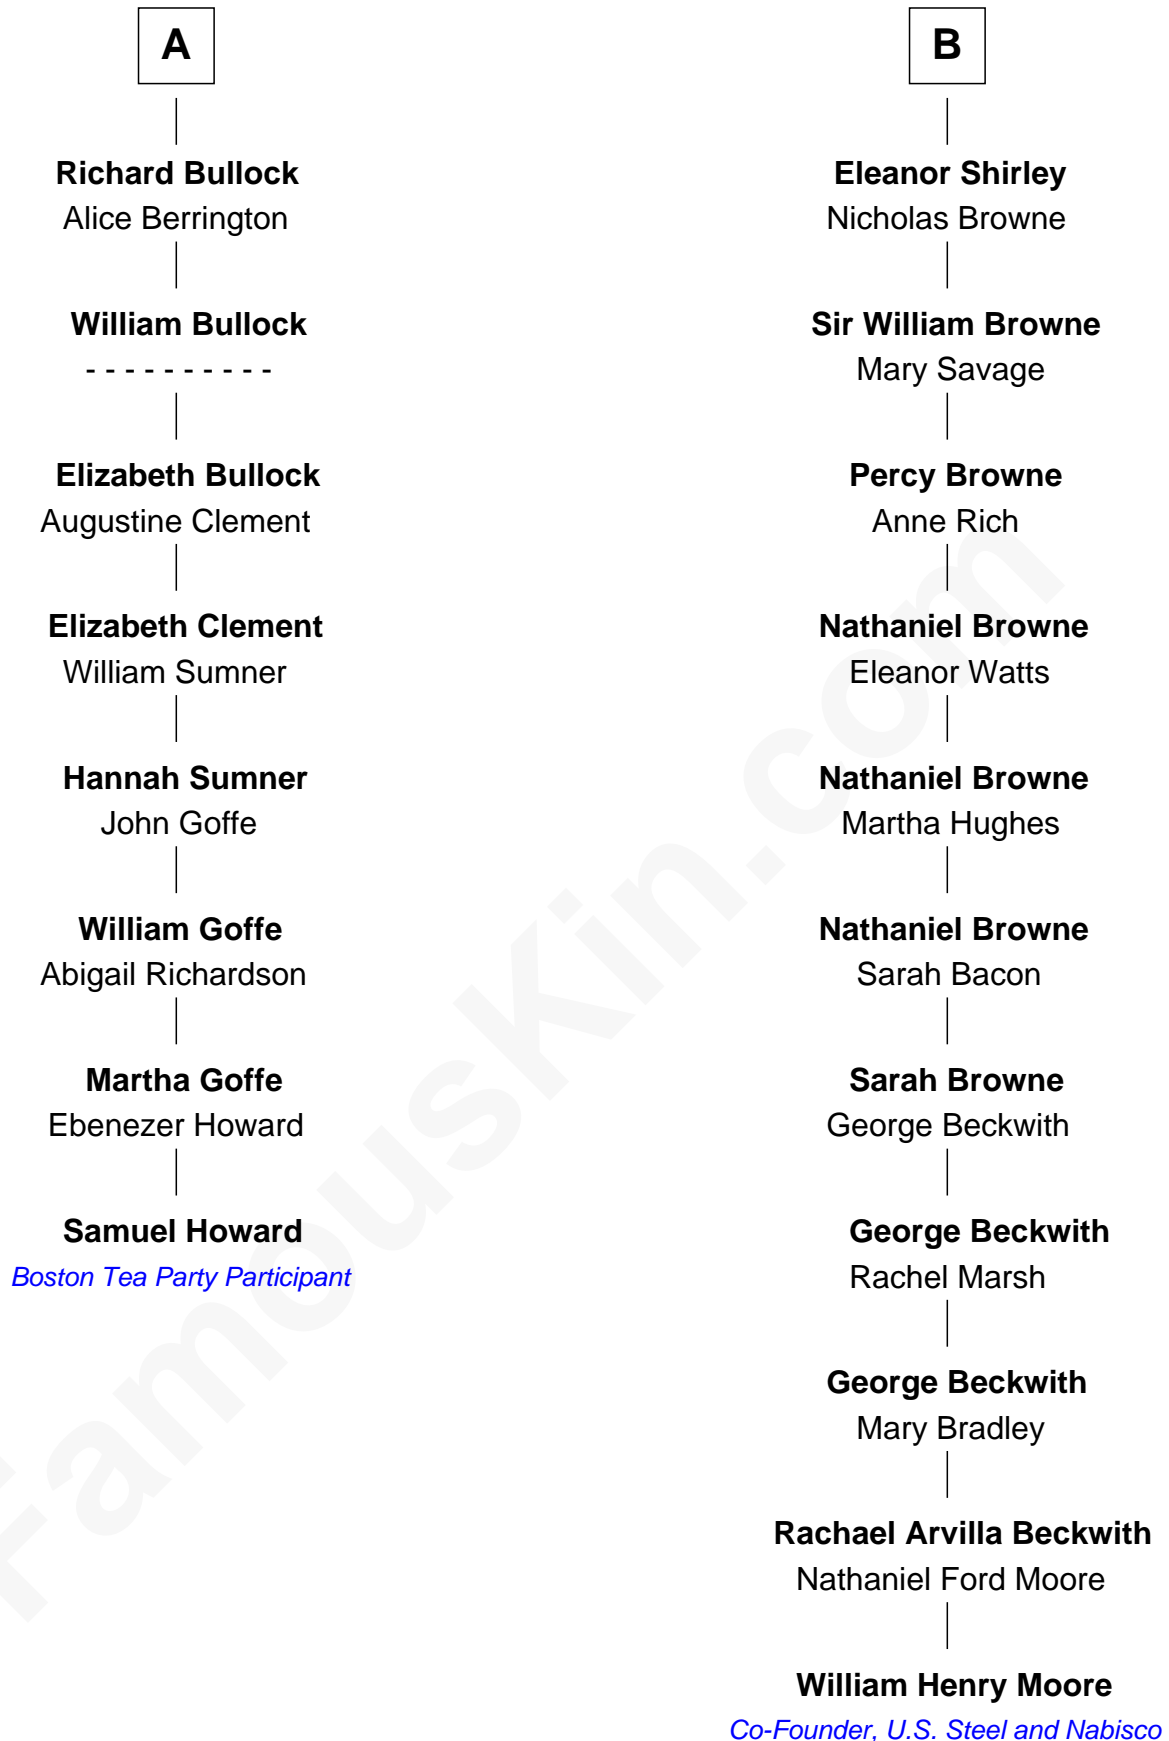 A
Richard Bullock
Alice Berrington
William Bullock
- - - - - - - - - -
Elizabeth Bullock
Augustine Clement
Elizabeth Clement
William Sumner
Hannah Sumner
John Goffe
William Goffe
Abigail Richardson
Martha Goffe
Ebenezer Howard
Samuel Howard
Boston Tea Party Participant
B
Eleanor Shirley
Nicholas Browne
Sir William Browne
Mary Savage
Percy Browne
Anne Rich
Nathaniel Browne
Eleanor Watts
Nathaniel Browne
Martha Hughes
Nathaniel Browne
Sarah Bacon
Sarah Browne
George Beckwith
George Beckwith
Rachel Marsh
George Beckwith
Mary Bradley
Rachael Arvilla Beckwith
Nathaniel Ford Moore
William Henry Moore
Co-Founder, U.S. Steel and Nabisco
FamousKin.com